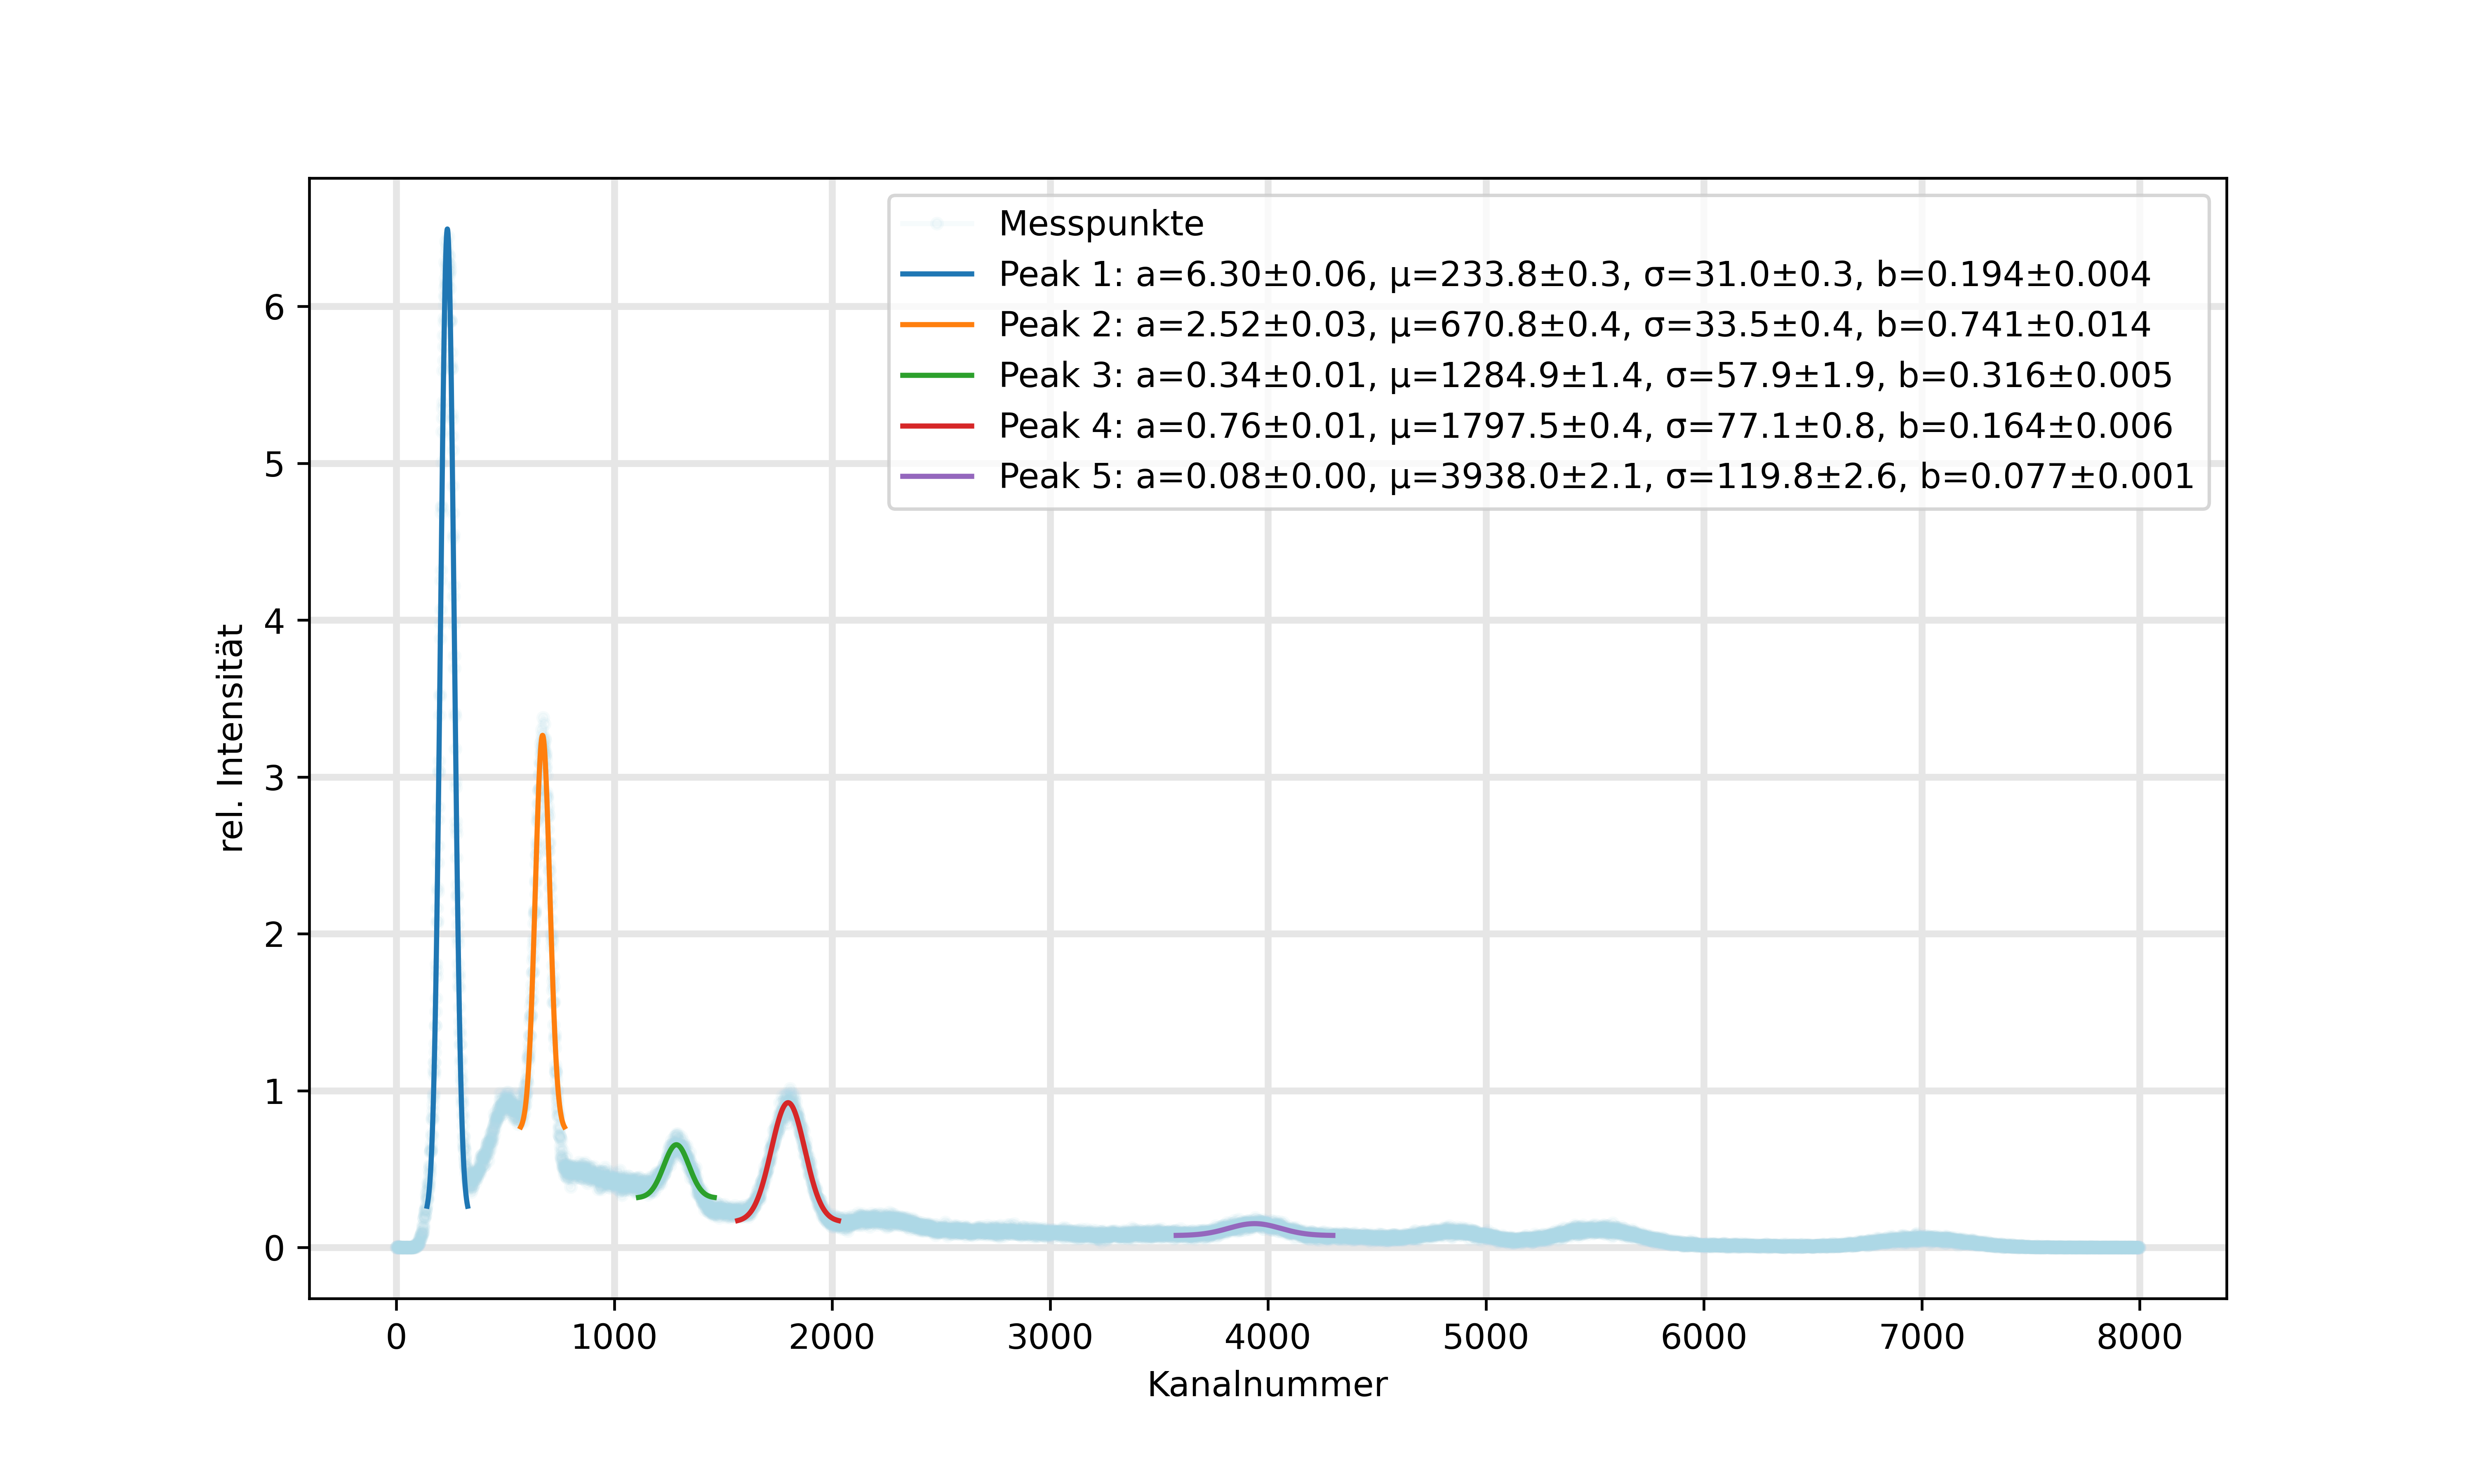 Messpunkte
Peak 1: a=6.30±0.06, μ=233.8±0.3, σ=31.0±0.3, b=0.194±0.004
Peak 2: a=2.52±0.03, μ=670.8±0.4, σ=33.5±0.4, b=0.741±0.014
Peak 3: a=0.34±0.01, μ=1284.9±1.4, σ=57.9±1.9, b=0.316±0.005
Peak 4: a=0.76±0.01, μ=1797.5±0.4, σ=77.1±0.8, b=0.164±0.006
Peak 5: a=0.08±0.00, μ=3938.0±2.1, σ=119.8±2.6, b=0.077±0.001
rel. Intensität
6
5
4
3
2
1
0
0 1000 2000 3000 4000 5000 6000 7000 8000
Kanalnummer